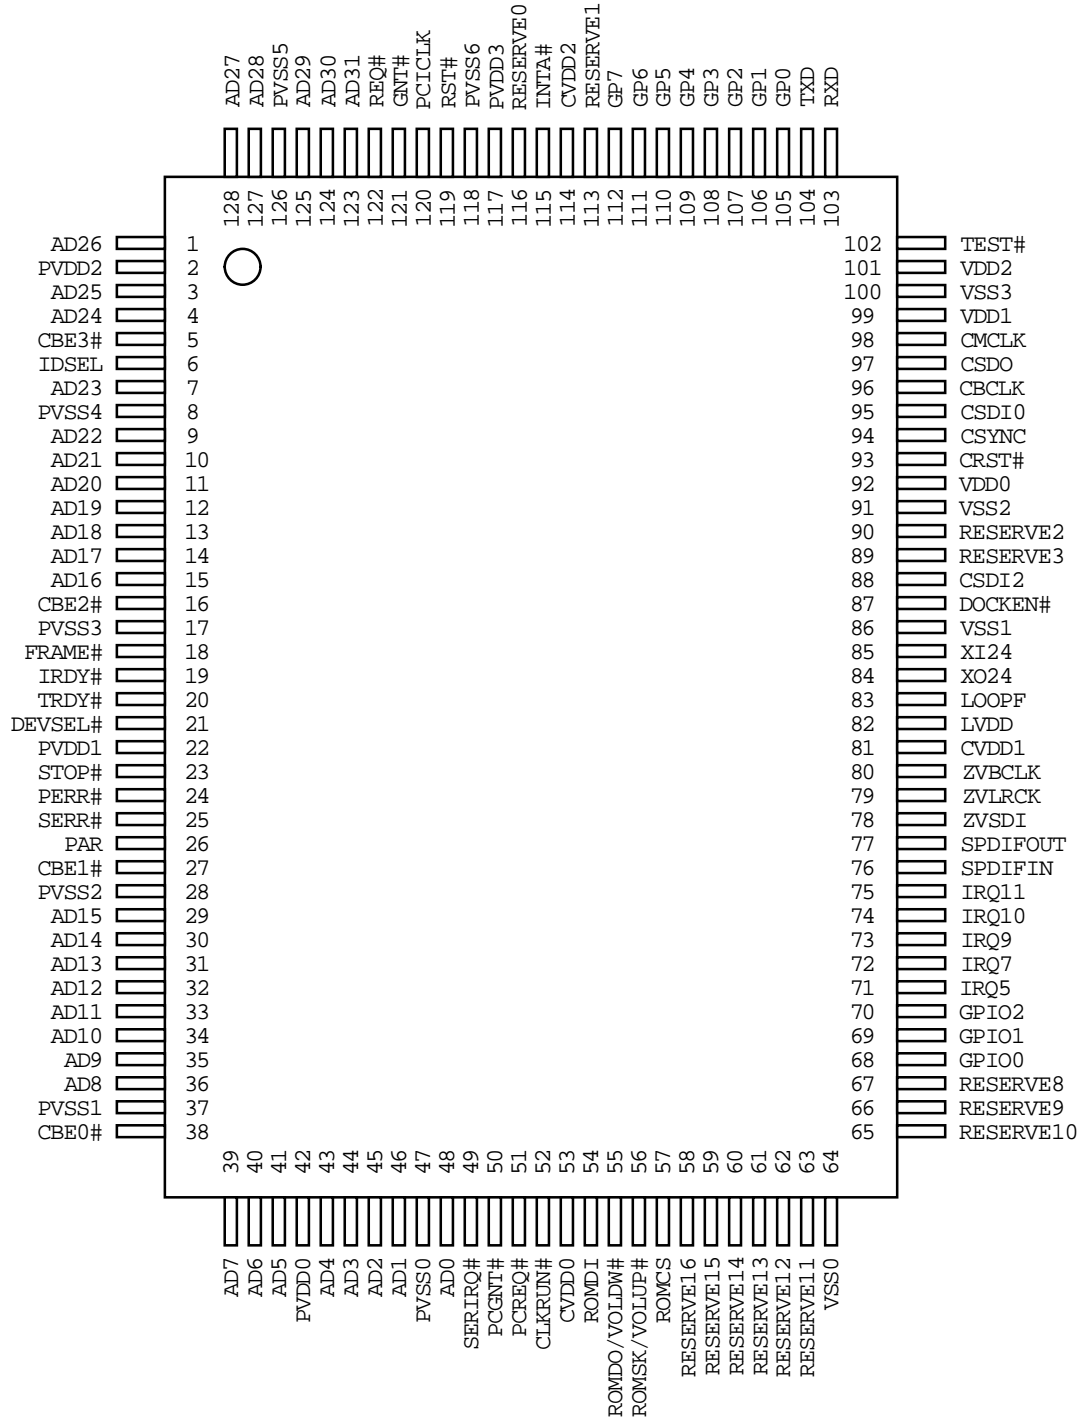 AD27
AD28
PVSS5
AD29
AD30
AD31
REQ#
GNT#
PCICLK
RST#
PVSS6
PVDD3
RESERVE0
INTA#
CVDD2
RESERVE1
GP7
GP6
GP5
GP4
GP3
GP2
GP1
GP0
TXD
RXD
128
127
126
125
124
123
122
121
120
119
118
117
116
115
114
113
112
111
110
109
108
107
106
105
104
103
AD26 1 102 TEST#
PVDD2 2 101 VDD2
AD25 3 100 VSS3
AD24 4 99 VDD1
CBE3# 5 98 CMCLK
IDSEL 6 97 CSDO
AD23 7 96 CBCLK
PVSS4 8 95 CSDI0
AD22 9 94 CSYNC
AD21 10 93 CRST#
AD20 11 92 VDD0
AD19 12 91 VSS2
AD18 13 90 RESERVE2
AD17 14 89 RESERVE3
AD16 15 88 CSDI2
CBE2# 16 87 DOCKEN#
PVSS3 17 86 VSS1
FRAME# 18 85 XI24
IRDY# 19 84 XO24
TRDY# 20 83 LOOPF
DEVSEL# 21 82 LVDD
PVDD1 22 81 CVDD1
STOP# 23 80 ZVBCLK
PERR# 24 79 ZVLRCK
SERR# 25 78 ZVSDI
PAR 26 77 SPDIFOUT
CBE1# 27 76 SPDIFIN
PVSS2 28 75 IRQ11
AD15 29 74 IRQ10
AD14 30 73 IRQ9
AD13 31 72 IRQ7
AD12 32 71 IRQ5
AD11 33 70 GPIO2
AD10 34 69 GPIO1
AD9 35 68 GPIO0
AD8 36 67 RESERVE8
PVSS1 37 66 RESERVE9
CBE0# 38 65 RESERVE10
39
40
41
42
43
44
45
46
47
48
49
50
51
52
53
54
55
56
57
58
59
60
61
62
63
64
AD7
AD6
AD5
PVDD0
AD4
AD3
AD2
AD1
PVSS0
AD0
SERIRQ#
PCGNT#
PCREQ#
CLKRUN#
CVDD0
ROMDI
ROMDO/VOLDW#
ROMSK/VOLUP#
ROMCS
RESERVE16
RESERVE15
RESERVE14
RESERVE13
RESERVE12
RESERVE11
VSS0